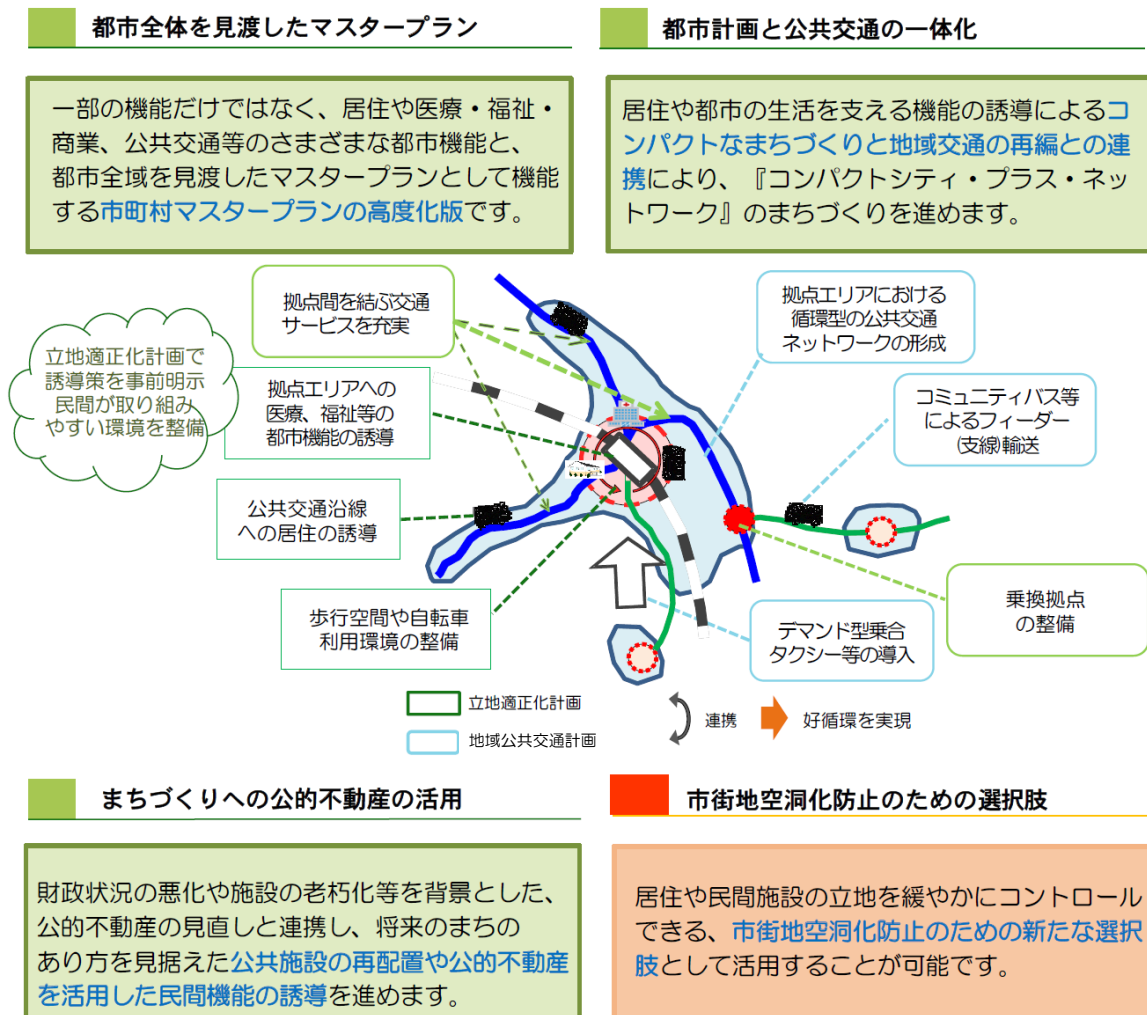 都市全体を見渡したマスタープラン
一部の機能だけではなく、居住や医療・福祉・
商業、公共交通等のさまざまな都市機能と、
都市全域を見渡したマスタープランとして機能
する市町村マスタープランの高度化版です。
都市計画と公共交通の一体化
居住や都市の生活を支える機能の誘導によるコ
ンパクトなまちづくりと地域交通の再編との連
携により、『コンパクトシティ・プラス・ネッ
トワーク』のまちづくりを進めます。
立地適正化計画で
誘導策を事前明示
民間が取り組み
やすい環境を整備
拠点間を結ぶ交通
サービスを充実
拠点エリアへの
医療、福祉等の
都市機能の誘導
公共交通沿線
への居住の誘導
歩行空間や自転車
利用環境の整備
拠点エリアにおける
循環型の公共交通
ネットワークの形成
コミュニティバス等
によるフィーダー
(支線)輸送
乗換拠点
の整備
デマンド型乗合
タクシー等の導入
立地適正化計画
地域公共交通計画
連携
好循環を実現
まちづくりへの公的不動産の活用
財政状況の悪化や施設の老朽化等を背景とした、
公的不動産の見直しと連携し、将来のまちの
あり方を見据えた公共施設の再配置や公的不動産
を活用した民間機能の誘導を進めます。
市街地空洞化防止のための選択肢
居住や民間施設の立地を緩やかにコントロール
できる、市街地空洞化防止のための新たな選択
肢として活用することが可能です。